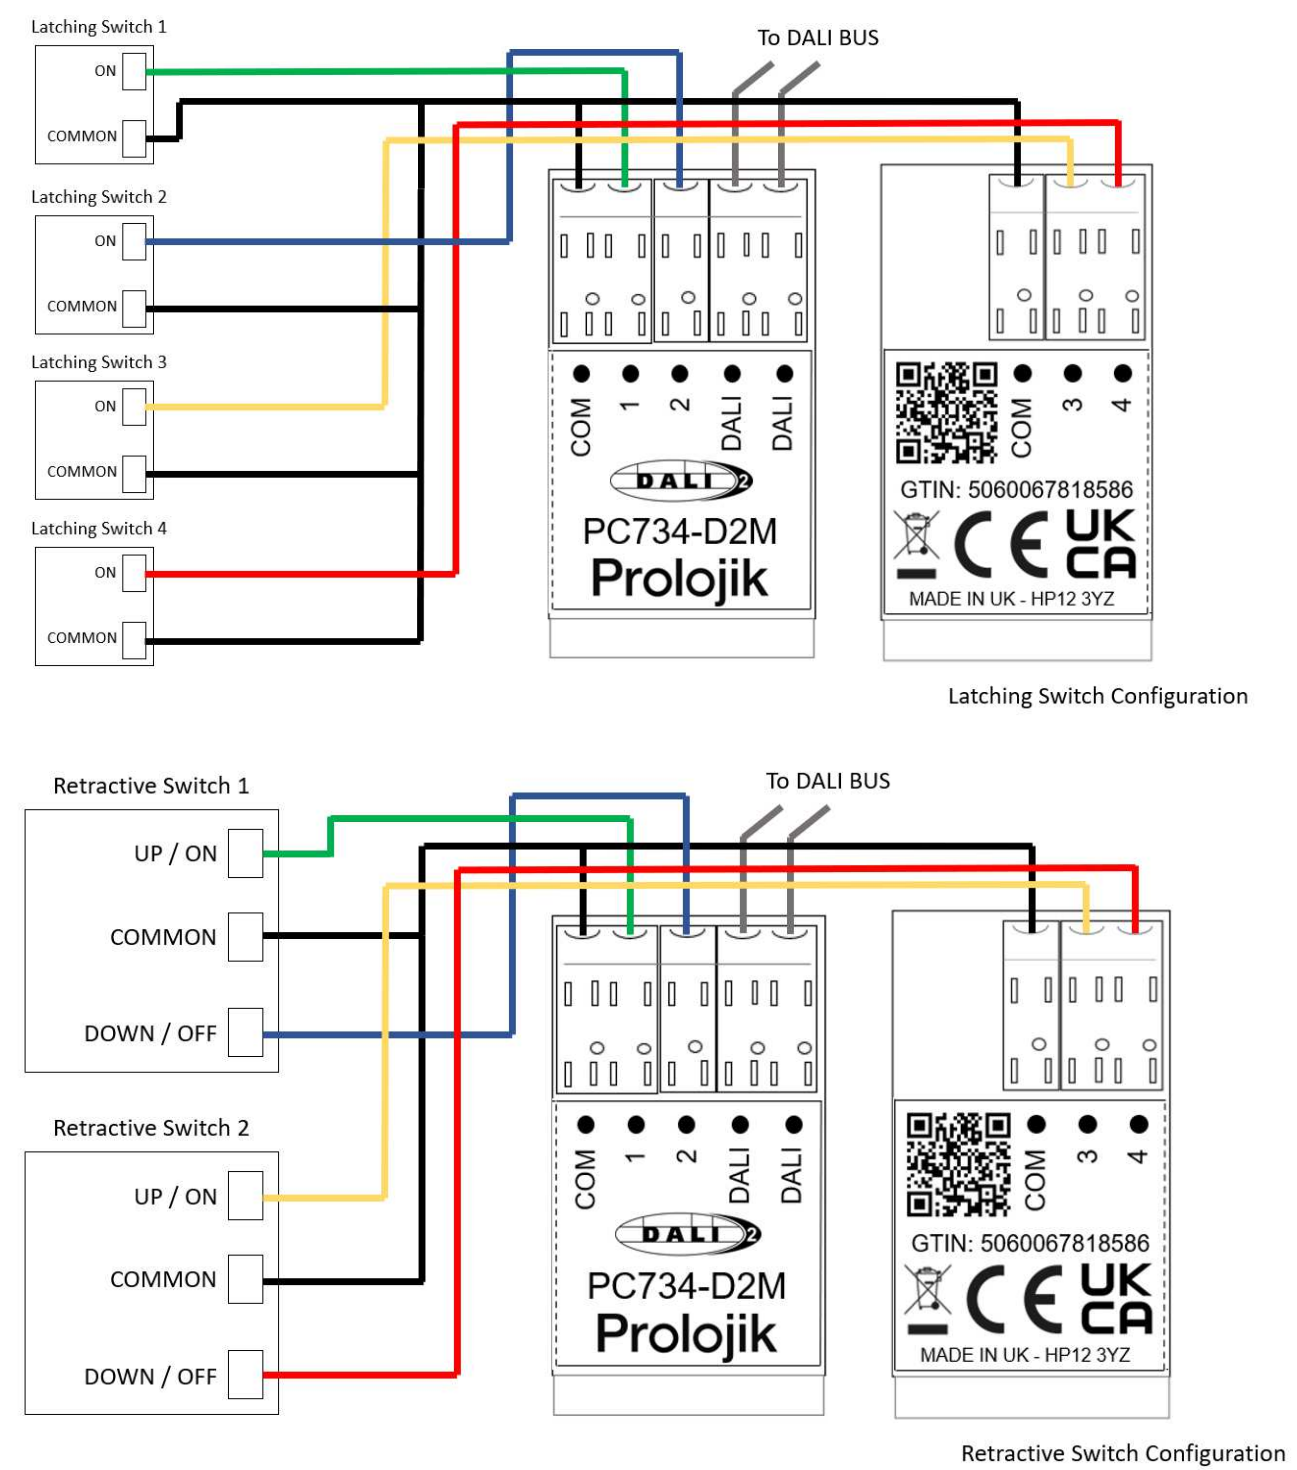 Latching Switch 1
ON
COMMON
Latching Switch 2
ON
COMMON
Latching Switch 3
ON
COMMON
Latching Switch 4
ON
COMMON
To DALI BUS
COM
1
2
DALI
DALI
DALI 2
PC734-D2M
Prolojik
COM
3
4
GTIN: 5060067818586
CE
UK
CA
MADE IN UK - HP12 3YZ
Latching Switch Configuration
Retractive Switch 1
UP / ON
COMMON
DOWN / OFF
Retractive Switch 2
UP / ON
COMMON
DOWN / OFF
To DALI BUS
COM
1
2
DALI
DALI
DALI 2
PC734-D2M
Prolojik
COM
3
4
GTIN: 5060067818586
CE
UK
CA
MADE IN UK - HP12 3YZ
Retractive Switch Configuration